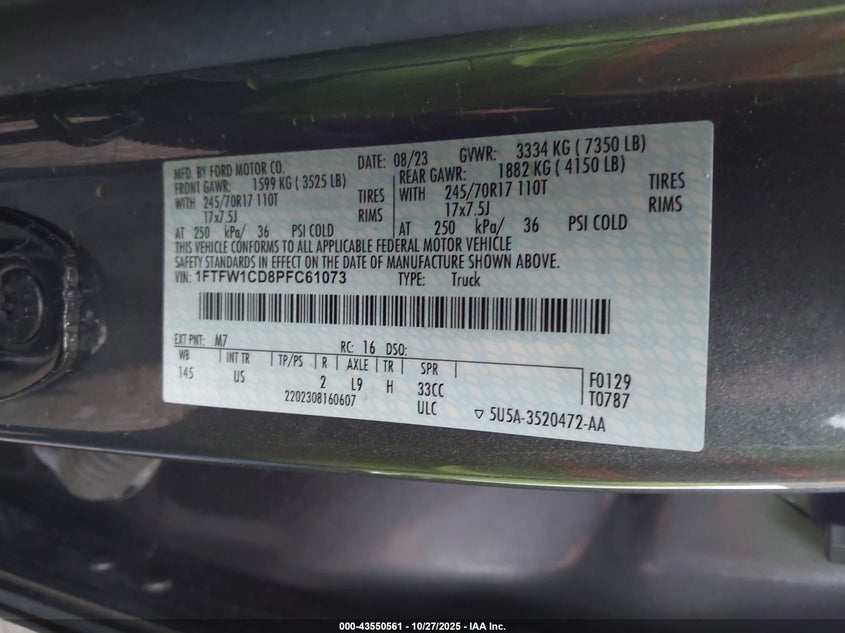 MFD. BY FORD MOTOR CO. DATE: 08/23 GVWR: 3334 KG ( 7350 LB)
FRONT GAWR: 1599 KG ( 3525 LB) REAR GAWR: 1882 KG ( 4150 LB)
WITH 245/70R17 110T TIRES WITH 245/70R17 110T TIRES
17x7.5J RIMS 17x7.5J RIMS
AT 250 kPa/ 36 PSI COLD AT 250 kPa/ 36 PSI COLD
THIS VEHICLE CONFORMS TO ALL APPLICABLE FEDERAL MOTOR VEHICLE
SAFETY STANDARDS IN EFFECT ON THE DATE OF MANUFACTURE SHOWN ABOVE.
VIN: 1FTFW1CD8PFC61073 TYPE: Truck
EXT PNT: M7 RC: 16 DSO:
WB INT TR TP/PS R AXLE TR SPR
145 US 2 L9 H 33CC F0129
2202308160607 ULC T0787
▽ 5U5A-3520472-AA
000-43550561 - 10/27/2025 - IAA Inc.